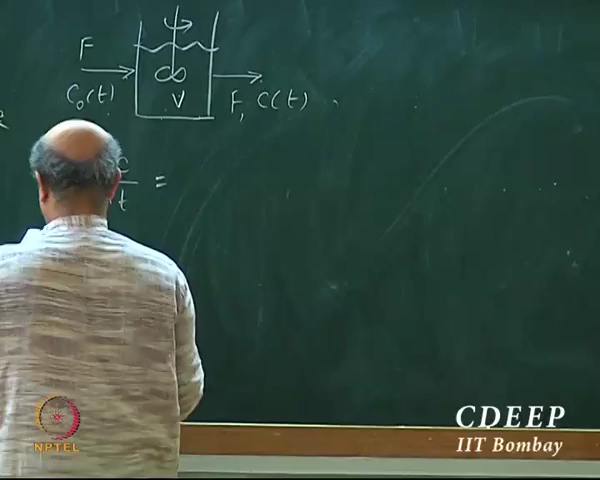 F
C₀(t)
V
F, C(t)
C
t
=
NPTEL
CDEEP
IIT Bombay